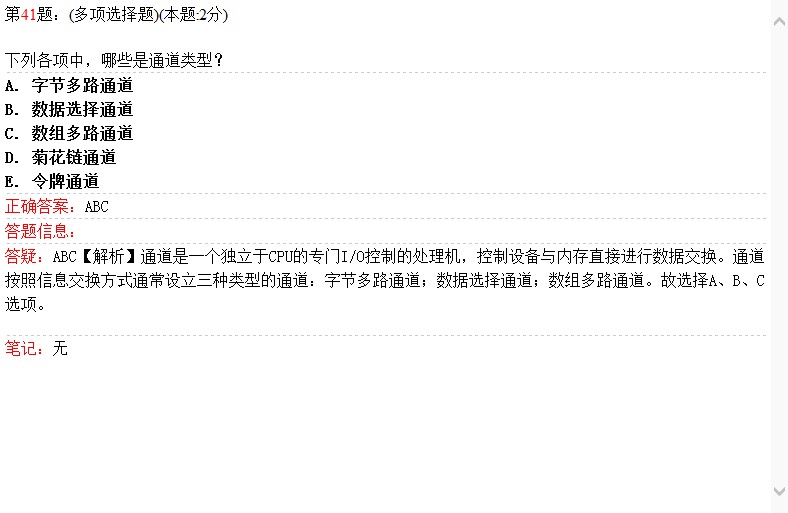 第41题：(多项选择题)(本题:2分)
下列各项中，哪些是通道类型？
A. 字节多路通道
B. 数据选择通道
C. 数组多路通道
D. 菊花链通道
E. 令牌通道
正确答案：ABC
答题信息：
答疑：ABC【解析】通道是一个独立于CPU的专门I/O控制的处理机，控制设备与内存直接进行数据交换。通道
按照信息交换方式通常设立三种类型的通道：字节多路通道；数据选择通道；数组多路通道。故选择A、B、C
选项。
笔记：无